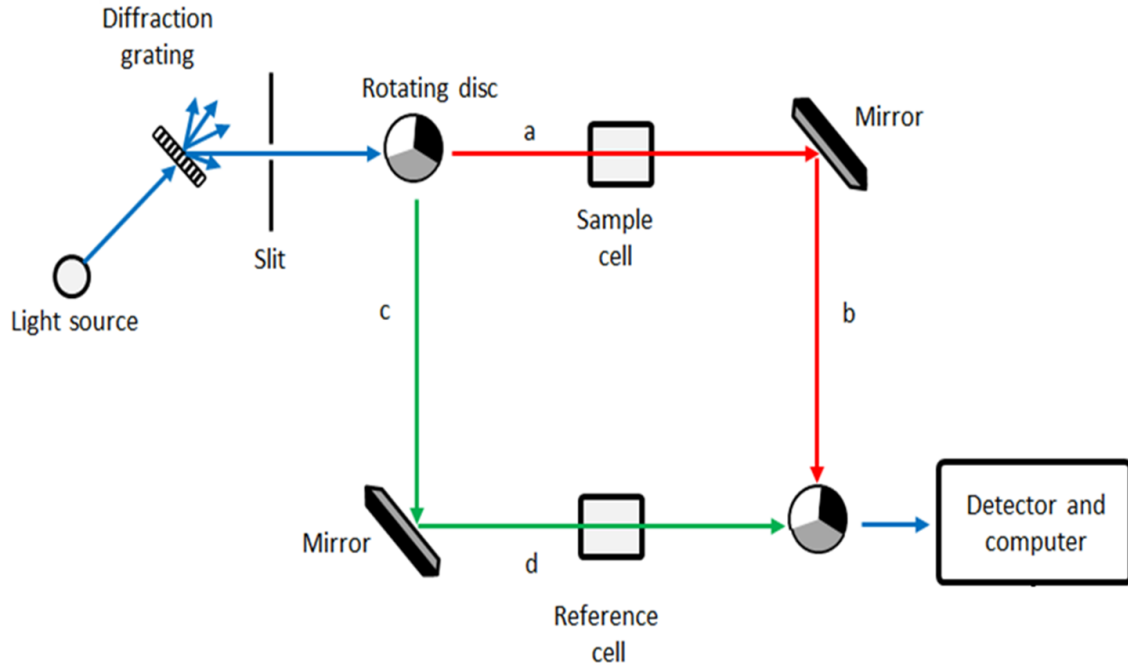 Diffraction
grating
Rotating disc
a
Mirror
Sample
cell
Slit
Light source
c
b
Mirror
d
Detector and
computer
Reference
cell